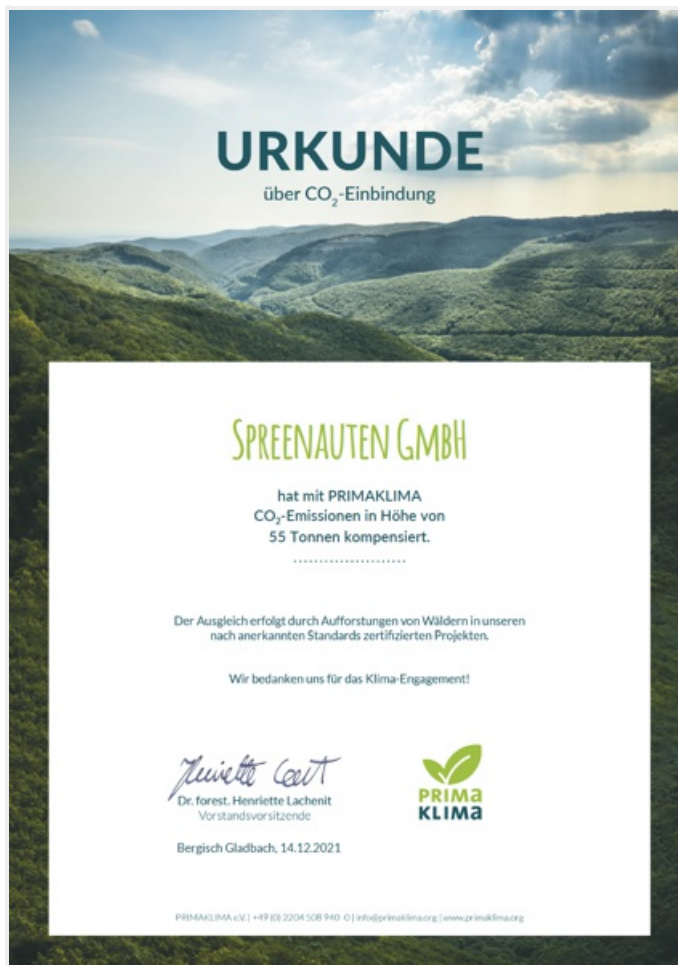 URKUNDE
über CO₂-Einbindung
SPREENAUTEN GMBH
hat mit PRIMAKLIMA
CO₂-Emissionen in Höhe von
55 Tonnen kompensiert.
Der Ausgleich erfolgt durch Aufforstungen von Wäldern in unseren
nach anerkannten Standards zertifizierten Projekten.
Wir bedanken uns für das Klima-Engagement!
Dr. forest. Henriette Lachenit
Vorstandsvorsitzende
PRIMA
KLIMA
Bergisch Gladbach, 14.12.2021
PRIMAKLIMA e.V. | +49 (0) 2204 508 940-0 | info@primaklima.org | www.primaklima.org